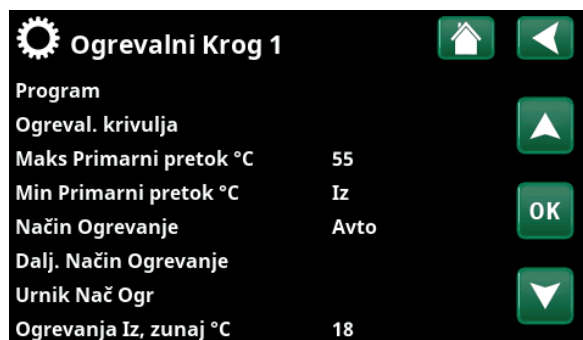 Ogrevalni Krog 1
Program
Ogreval. krivulja
Maks Primarni pretok °C 55
Min Primarni pretok °C Iz
Način Ogrevanje Avto
OK
Dalj. Način Ogrevanje
Urnik Nač Ogr
Ogrevanja Iz, zunaj °C 18